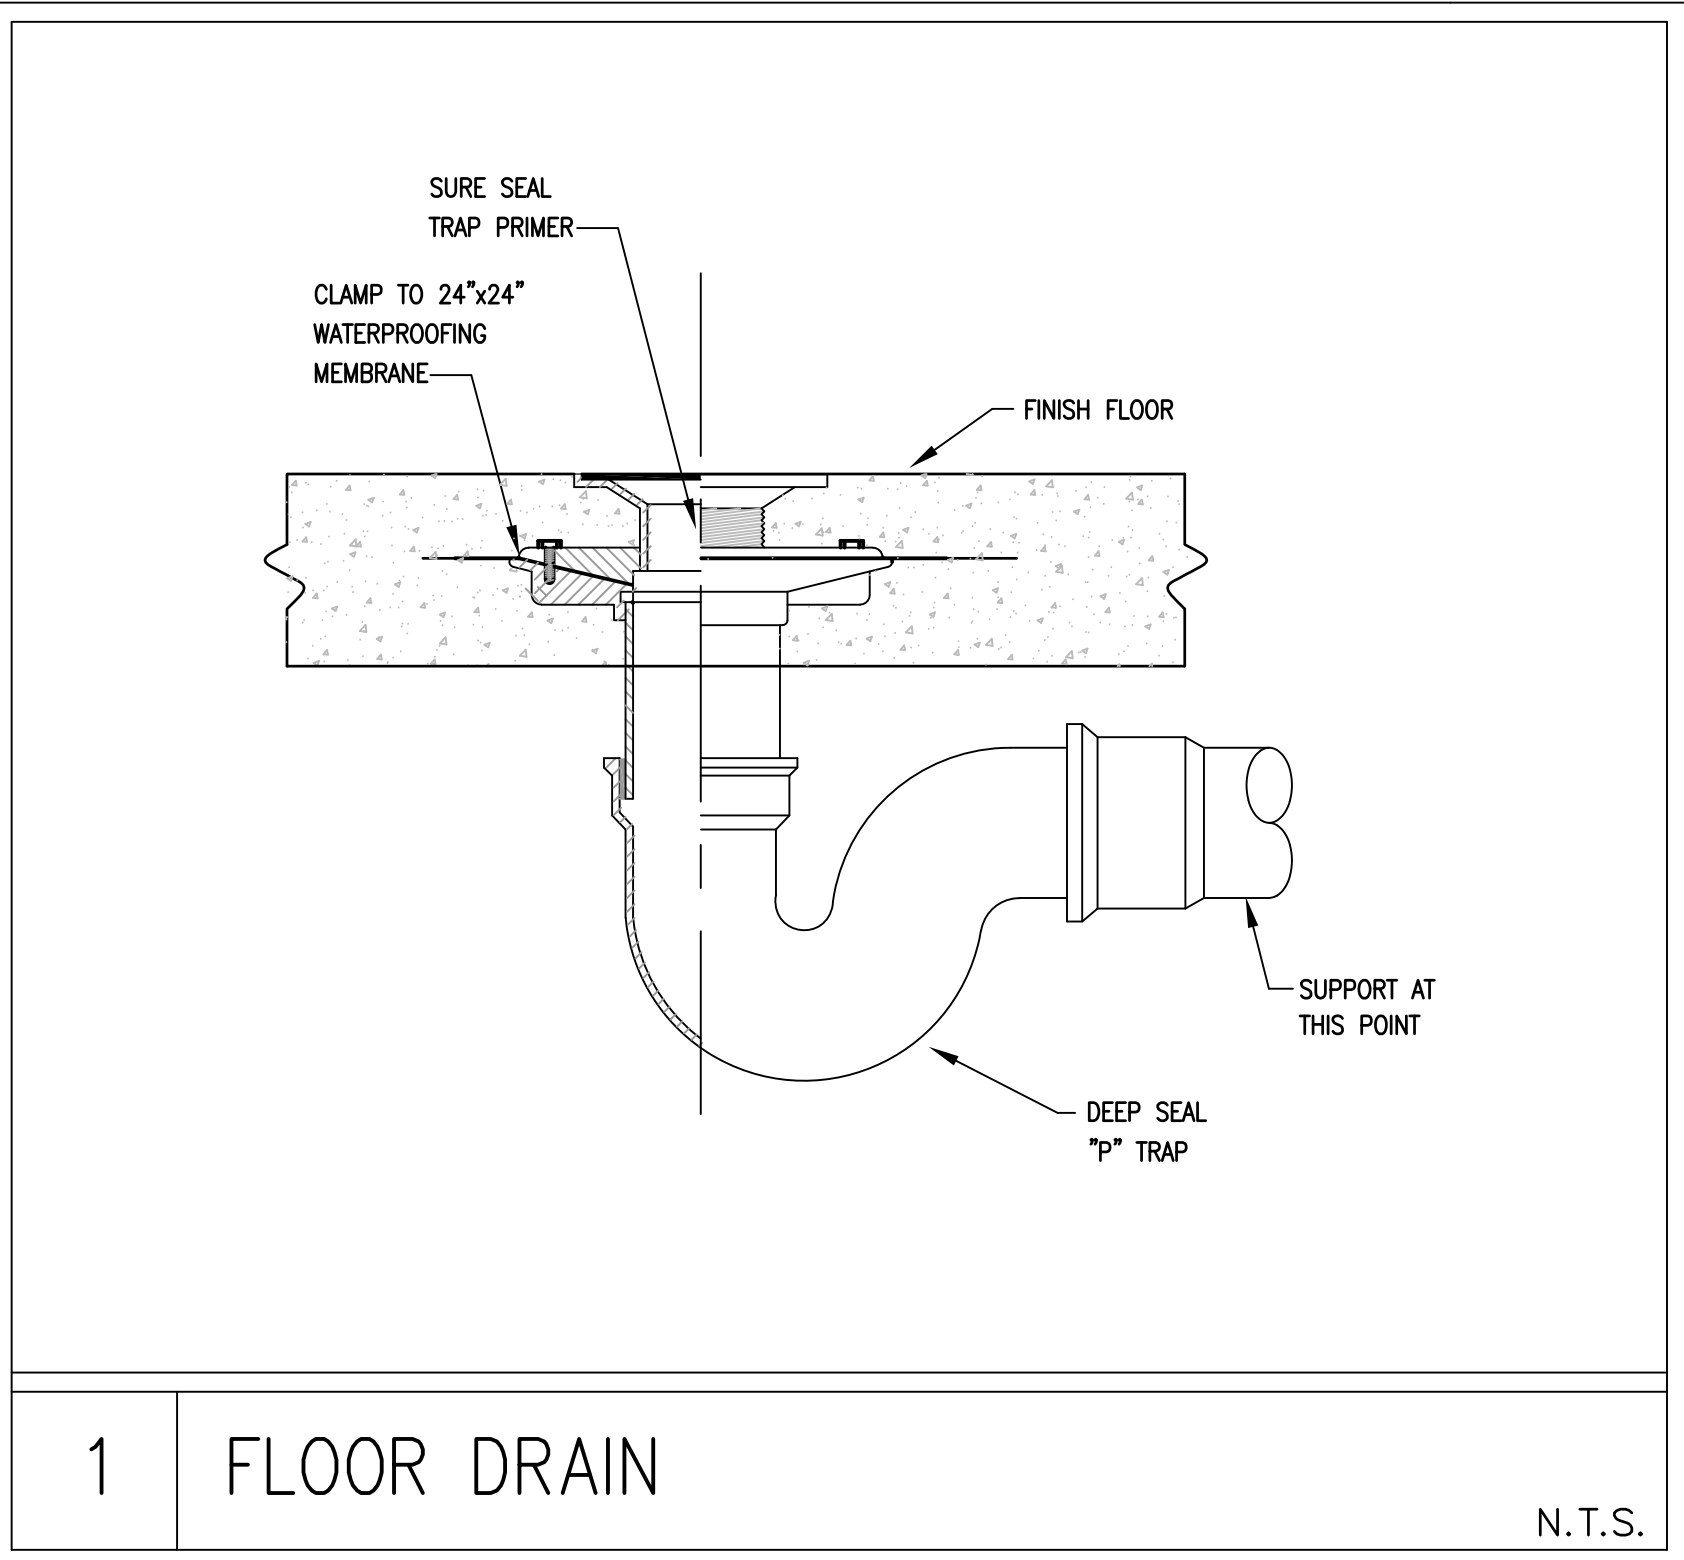 SURE SEAL
TRAP PRIMER
CLAMP TO 24"x24"
WATERPROOFING
MEMBRANE
FINISH FLOOR
SUPPORT AT
THIS POINT
DEEP SEAL
"P" TRAP
1
FLOOR DRAIN
N.T.S.